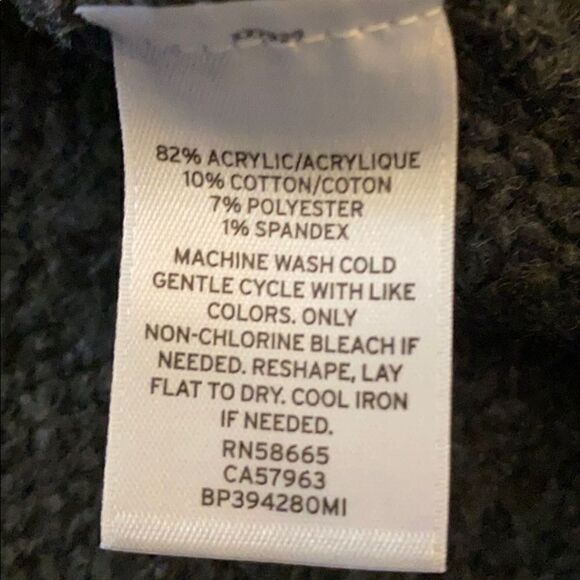 82% ACRYLIC/ACRYLIQUE
10% COTTON/COTON
7% POLYESTER
1% SPANDEX
MACHINE WASH COLD
GENTLE CYCLE WITH LIKE
COLORS. ONLY
NON-CHLORINE BLEACH IF
NEEDED. RESHAPE, LAY
FLAT TO DRY. COOL IRON
IF NEEDED.
RN58665
CA57963
BP394280MI